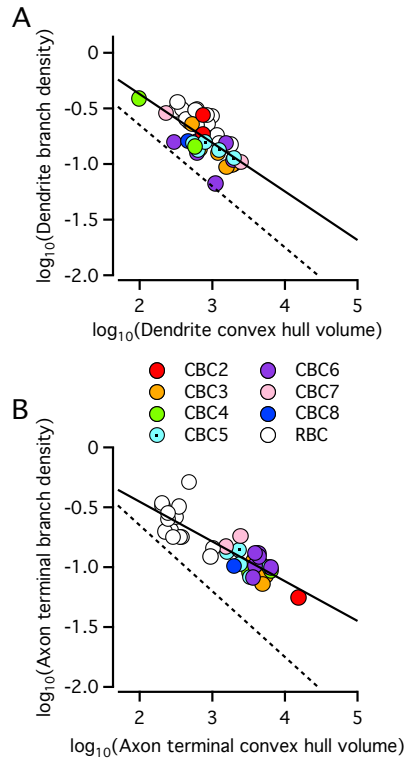 A
0
-0.5
-1.0
-1.5
-2.0
log10(Dendrite branch density)
2
3
4
5
log10(Dendrite convex hull volume)
CBC2
CBC6
CBC3
CBC7
CBC4
CBC8
CBC5
RBC
B
0
-0.5
-1.0
-1.5
-2.0
log10(Axon terminal branch density)
2
3
4
5
log10(Axon terminal convex hull volume)